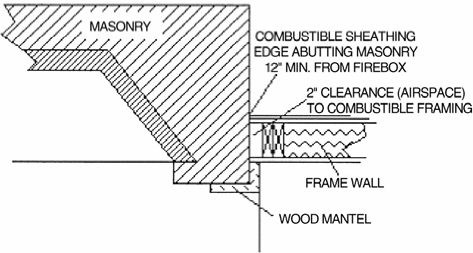 MASONRY
COMBUSTIBLE SHEATHING
EDGE ABUTTING MASONRY
12" MIN. FROM FIREBOX
2" CLEARANCE (AIRSPACE)
TO COMBUSTIBLE FRAMING
FRAME WALL
WOOD MANTEL